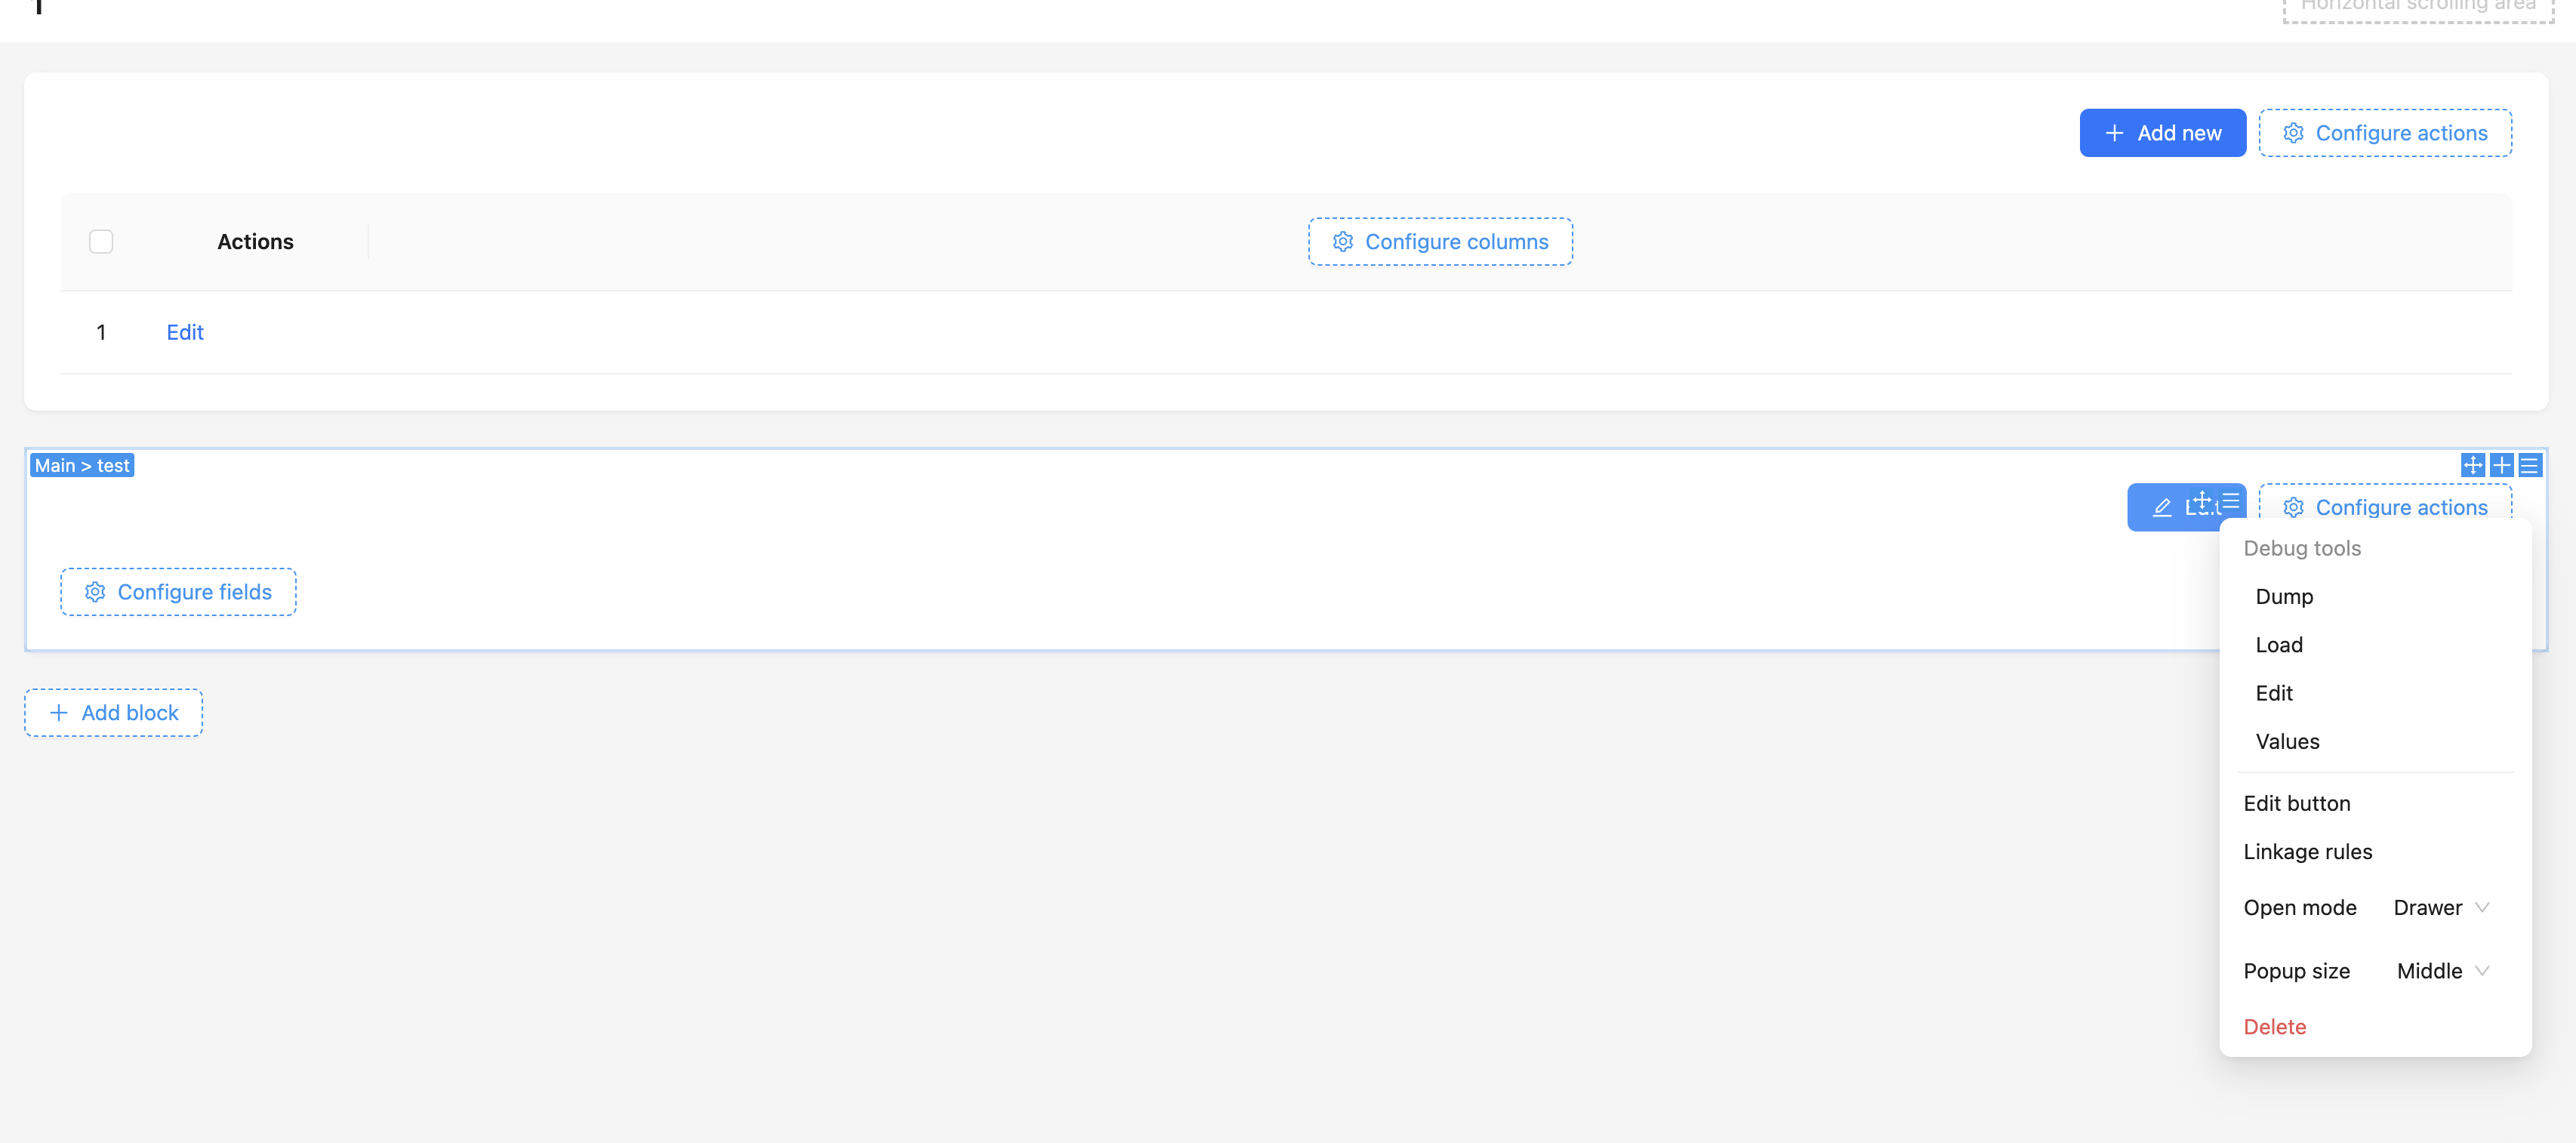 Horizontal scrolling area
Add new
Configure actions
Actions
Configure columns
1
Edit
Main > test
Configure actions
Debug tools
Dump
Configure fields
Load
Edit
Values
Add block
Edit button
Linkage rules
Open mode Drawer
Popup size Middle
Delete